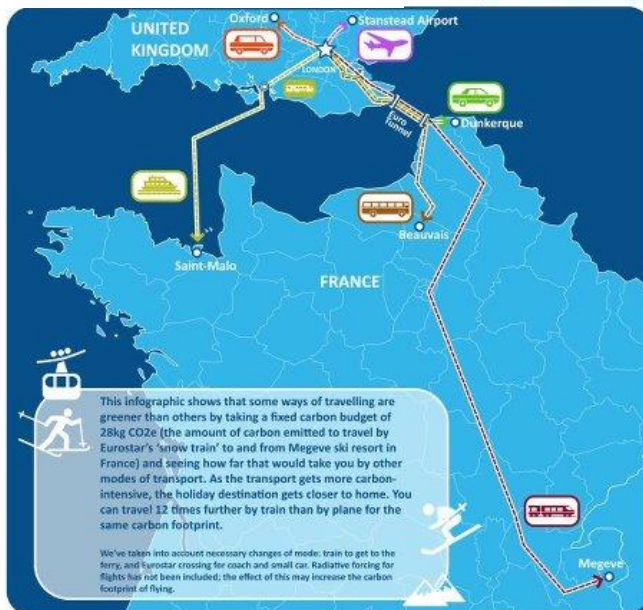 Oxford
Stanstead Airport
UNITED
KINGDOM
LONDON
Euro
Tunnel
Dunkerque
Beauvais
Saint-Malo
FRANCE
This infographic shows that some ways of travelling are
greener than others by taking a fixed carbon budget of
28kg CO2e (the amount of carbon emitted to travel by
Eurostar's 'snow train' to and from Megeve ski resort in
France) and seeing how far that would take you by other
modes of transport. As the transport gets more carbon-
intensive, the holiday destination gets closer to home. You
can travel 12 times further by train than by plane for the
same carbon footprint.
We've taken into account necessary changes of mode: train to get to the
ferry, and Eurostar crossing for coach and small car. Radiative forcing for
flights has not been included; the effect of this may increase the carbon
footprint of flying.
Megeve